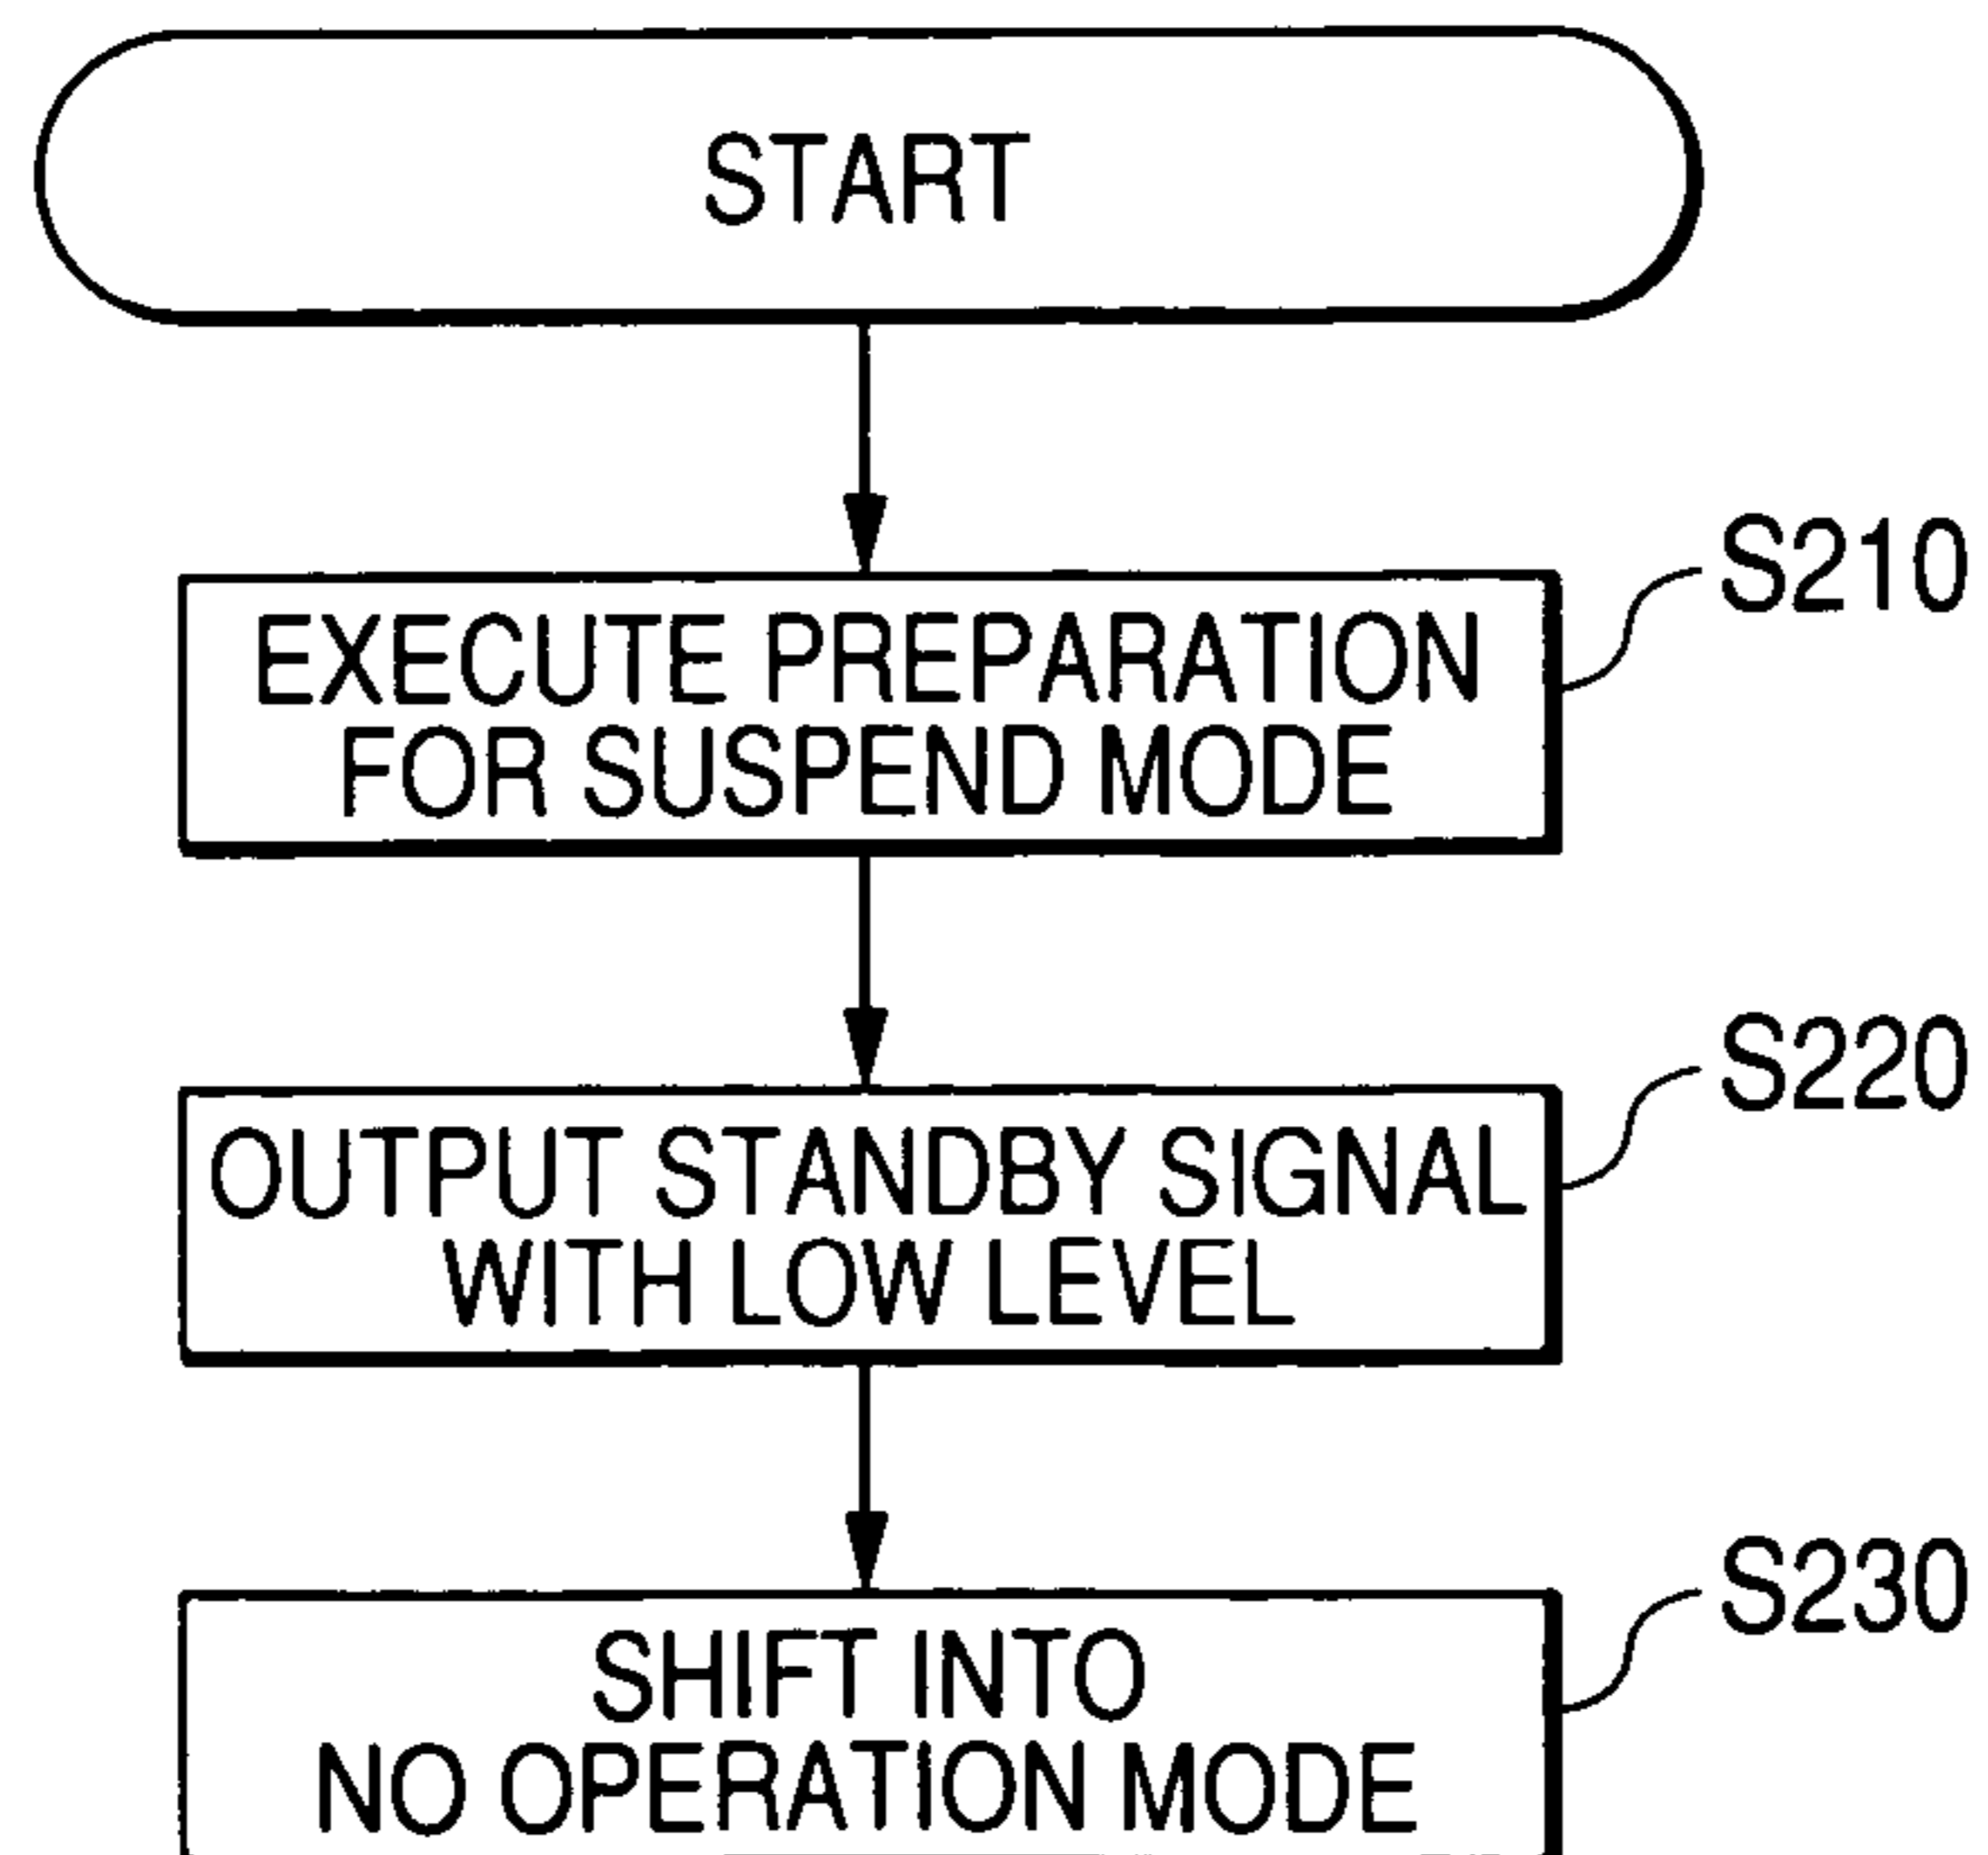 START
S210
EXECUTE PREPARATION
FOR SUSPEND MODE
S220
OUTPUT STANDBY SIGNAL
WITH LOW LEVEL
S230
SHIFT INTO
NO OPERATION MODE